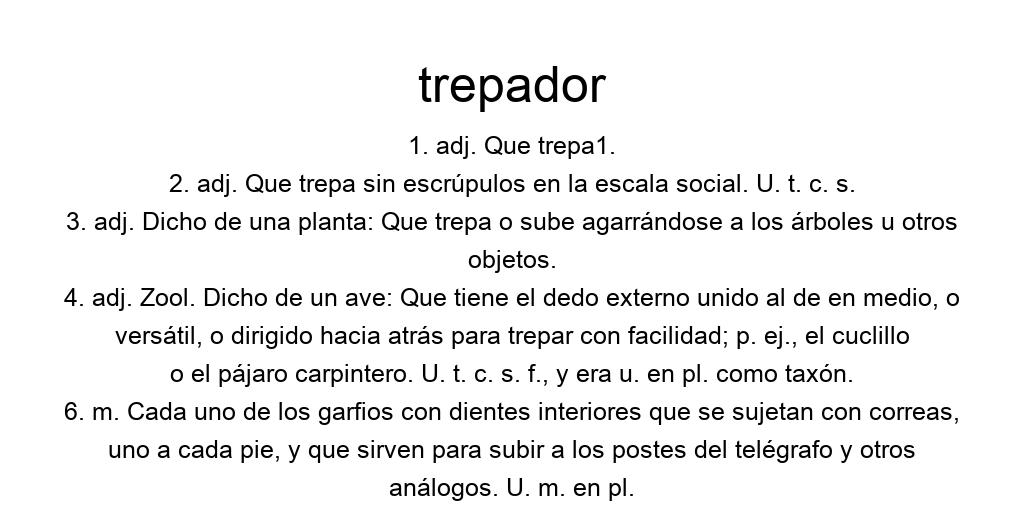 trepador
1. adj. Que trepa1.
2. adj. Que trepa sin escrúpulos en la escala social. U. t. c. s.
3. adj. Dicho de una planta: Que trepa o sube agarrándose a los árboles u otros
objetos.
4. adj. Zool. Dicho de un ave: Que tiene el dedo externo unido al de en medio, o
versátil, o dirigido hacia atrás para trepar con facilidad; p. ej., el cuclillo
o el pájaro carpintero. U. t. c. s. f., y era u. en pl. como taxón.
6. m. Cada uno de los garfios con dientes interiores que se sujetan con correas,
uno a cada pie, y que sirven para subir a los postes del telégrafo y otros
análogos. U. m. en pl.